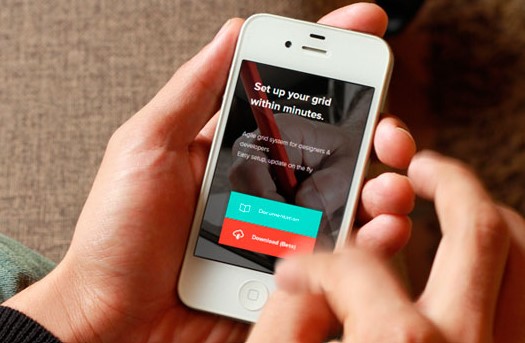 Set up your grid
within minutes.
Agile grid system for designers &
developers
Easy setup, update on the fly
Documentation
Download (Beta)